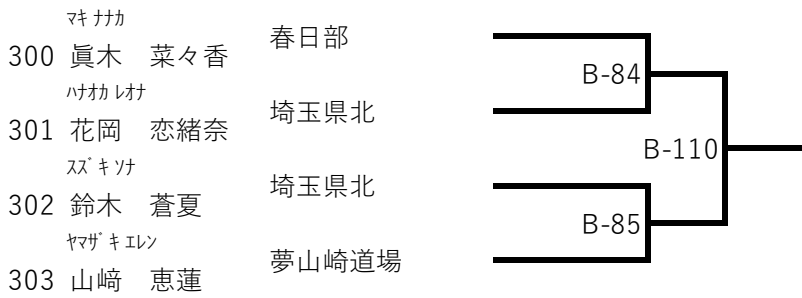 ﾏｷ ﾅﾅｶ
300 眞木　菜々香 春日部
ﾊﾅｵｶ ﾚｵﾅ
301 花岡　恋緒奈 埼玉県北
ｽｽﾞｷ ｿﾅ
302 鈴木　蒼夏 埼玉県北
ﾔﾏｻﾞｷ ｴﾚﾝ
303 山﨑　恵蓮 夢山崎道場
B-84
B-110
B-85